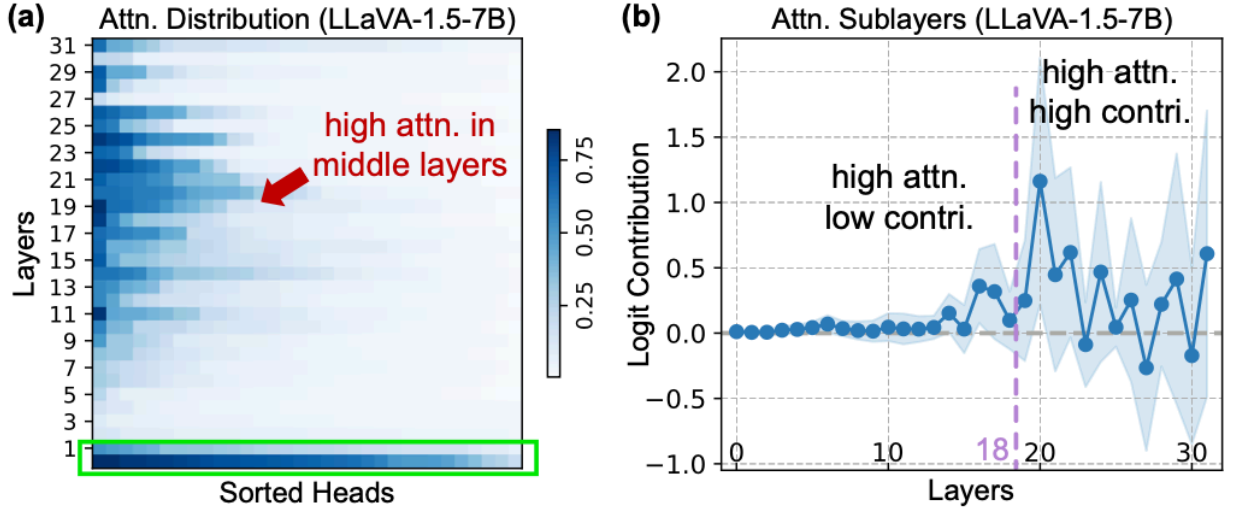 (a)
Attn. Distribution (LLaVA-1.5-7B)
Layers
31
29
27
25
23
21
19
17
15
13
11
9
7
5
3
1
high attn. in
middle layers
0.75
0.50
0.25
Sorted Heads
(b)
Attn. Sublayers (LLaVA-1.5-7B)
Logit Contribution
2.0
1.5
1.0
0.5
0.0
−0.5
−1.0
high attn.
low contri.
high attn.
high contri.
0
10
18
20
30
Layers